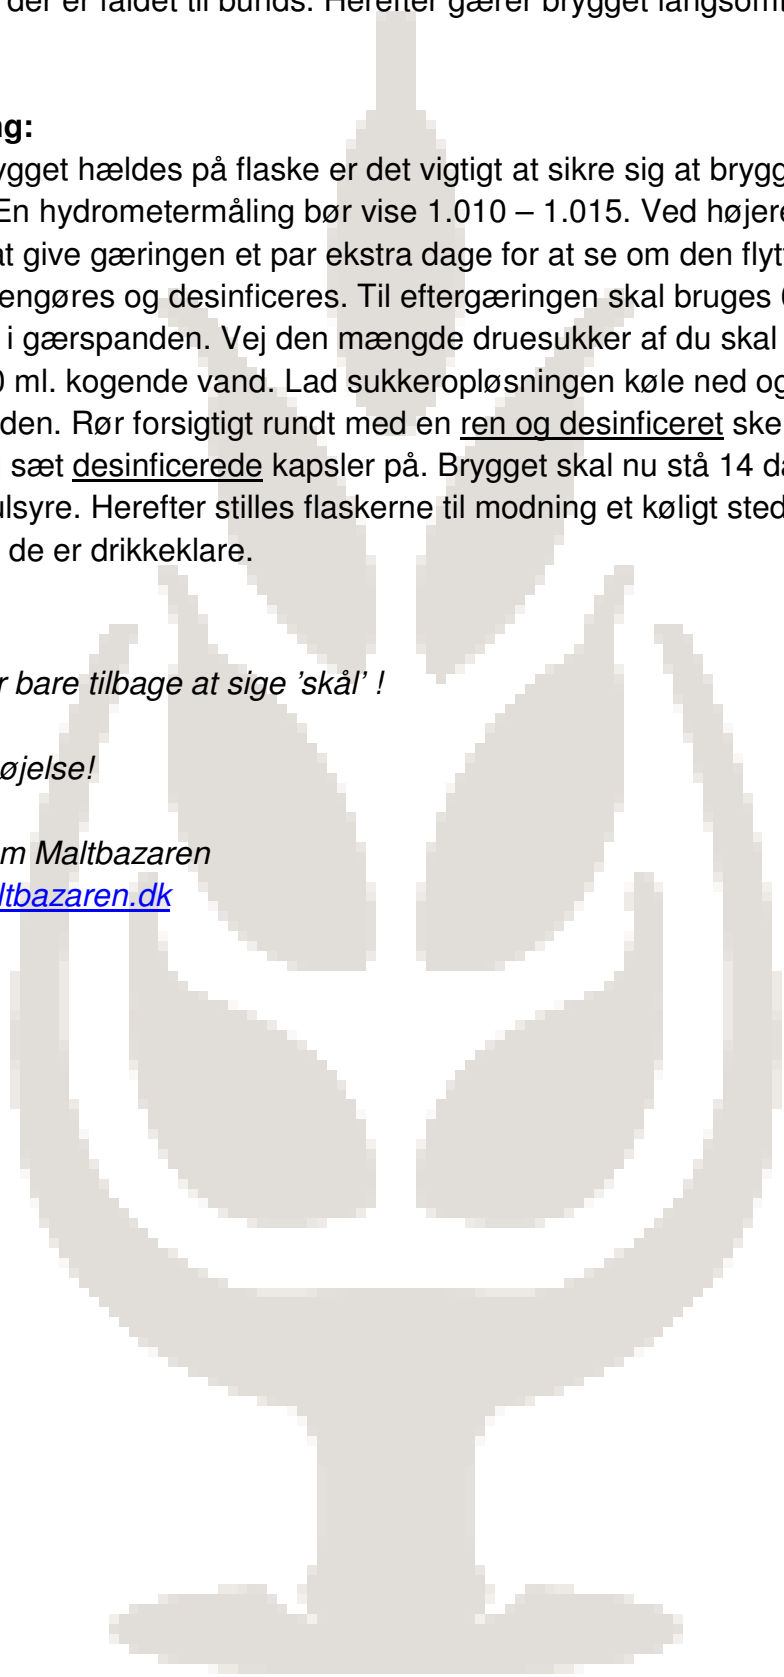 der er faldet til bunds. Herefter gærer brygget langsomt
ng:
ygget hældes på flaske er det vigtigt at sikre sig at brygg
En hydrometermåling bør vise 1.010 – 1.015. Ved højere
at give gæringen et par ekstra dage for at se om den flyt
engøres og desinficeres. Til eftergæringen skal bruges
i gærspanden. Vej den mængde druesukker af du skal
0 ml. kogende vand. Lad sukkeropløsningen køle ned og
den. Rør forsigtigt rundt med en ren og desinficeret ske
sæt desinficerede kapsler på. Brygget skal nu stå 14 da
ulsyre. Herefter stilles flaskerne til modning et køligt sted
de er drikkeklare.
r bare tilbage at sige ’skål’ !
øjelse!
m Maltbazaren
ltbazaren.dk